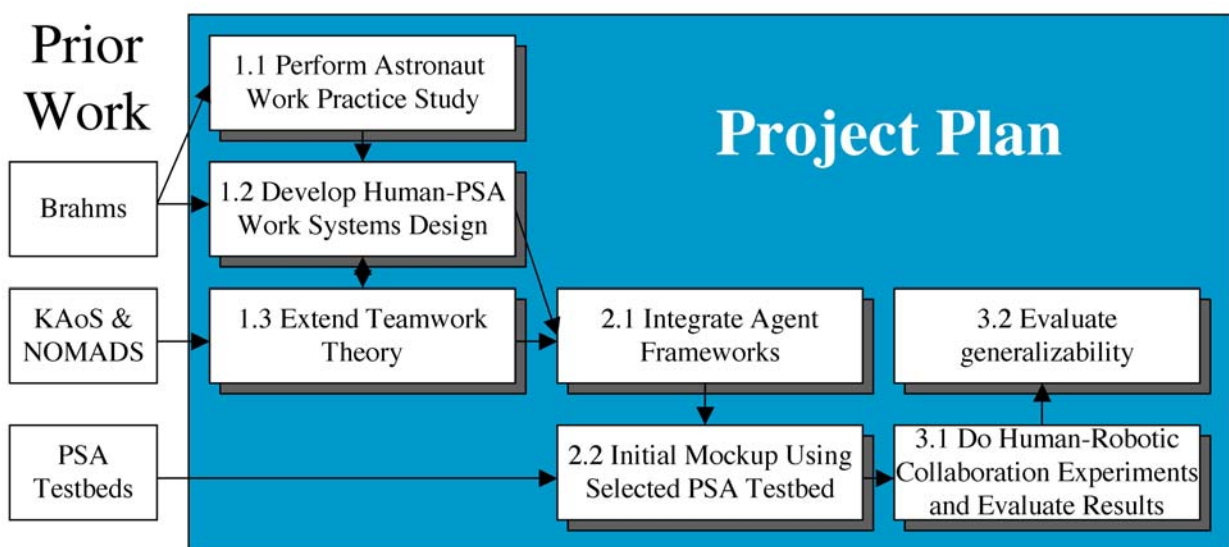 Prior
Work
Project Plan
1.1 Perform Astronaut
Work Practice Study
Brahms
1.2 Develop Human-PSA
Work Systems Design
KAoS &
NOMADS
1.3 Extend Teamwork
Theory
2.1 Integrate Agent
Frameworks
3.2 Evaluate
generalizability
PSA
Testbeds
2.2 Initial Mockup Using
Selected PSA Testbed
3.1 Do Human-Robotic
Collaboration Experiments
and Evaluate Results